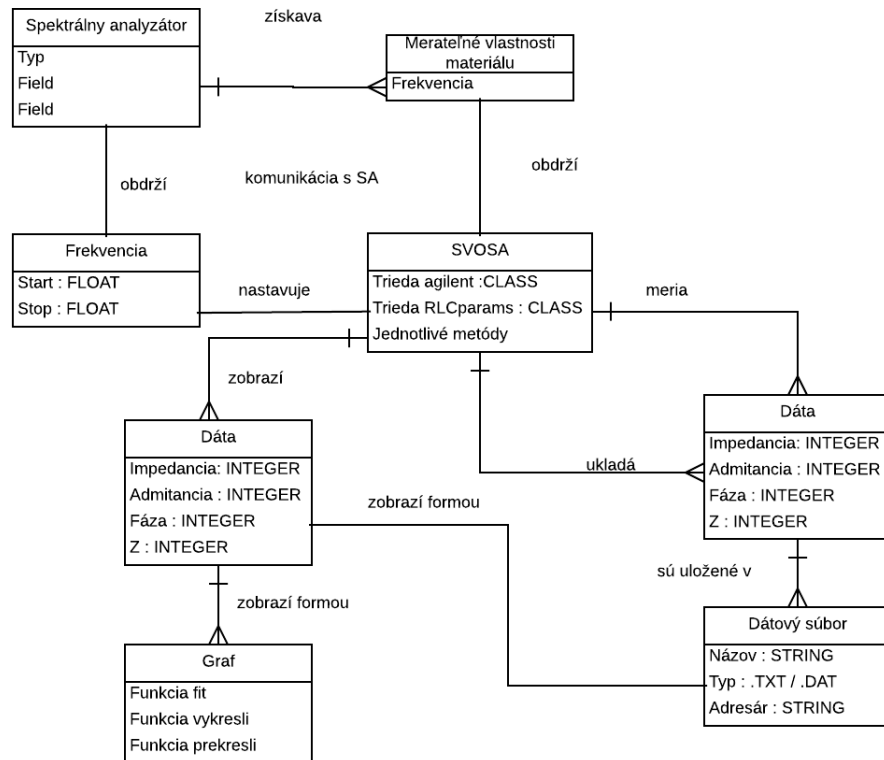 Spektrálny analyzátor
Typ
Field
Field
získava
Merateľné vlastnosti
materiálu
Frekvencia
obdrží
komunikácia s SA
obdrží
Frekvencia
Start : FLOAT
Stop : FLOAT
nastavuje
SVOSA
Trieda agilent :CLASS
Trieda RLCparams : CLASS
Jednotlivé metódy
meria
zobrazí
Dáta
Impedancia: INTEGER
Admitancia : INTEGER
Fáza : INTEGER
Z : INTEGER
ukladá
Dáta
Impedancia: INTEGER
Admitancia : INTEGER
Fáza : INTEGER
Z : INTEGER
zobrazí formou
sú uložené v
zobrazí formou
Graf
Funkcia fit
Funkcia vykresli
Funkcia prekresli
Dátový súbor
Názov : STRING
Typ : .TXT / .DAT
Adresár : STRING